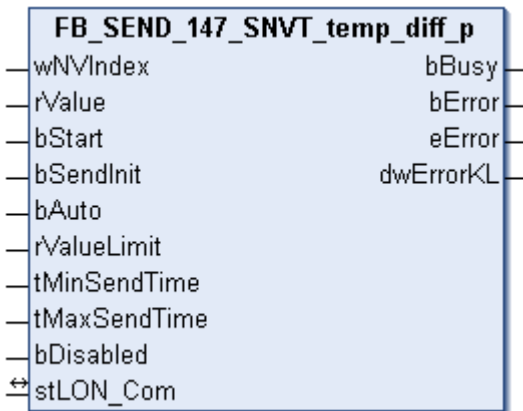 FB_SEND_147_SNVT_temp_diff_p
wNVIndex bBusy
rValue bError
bStart eError
bSendInit dwErrorKL
bAuto
rValueLimit
tMinSendTime
tMaxSendTime
bDisabled
stLON_Com